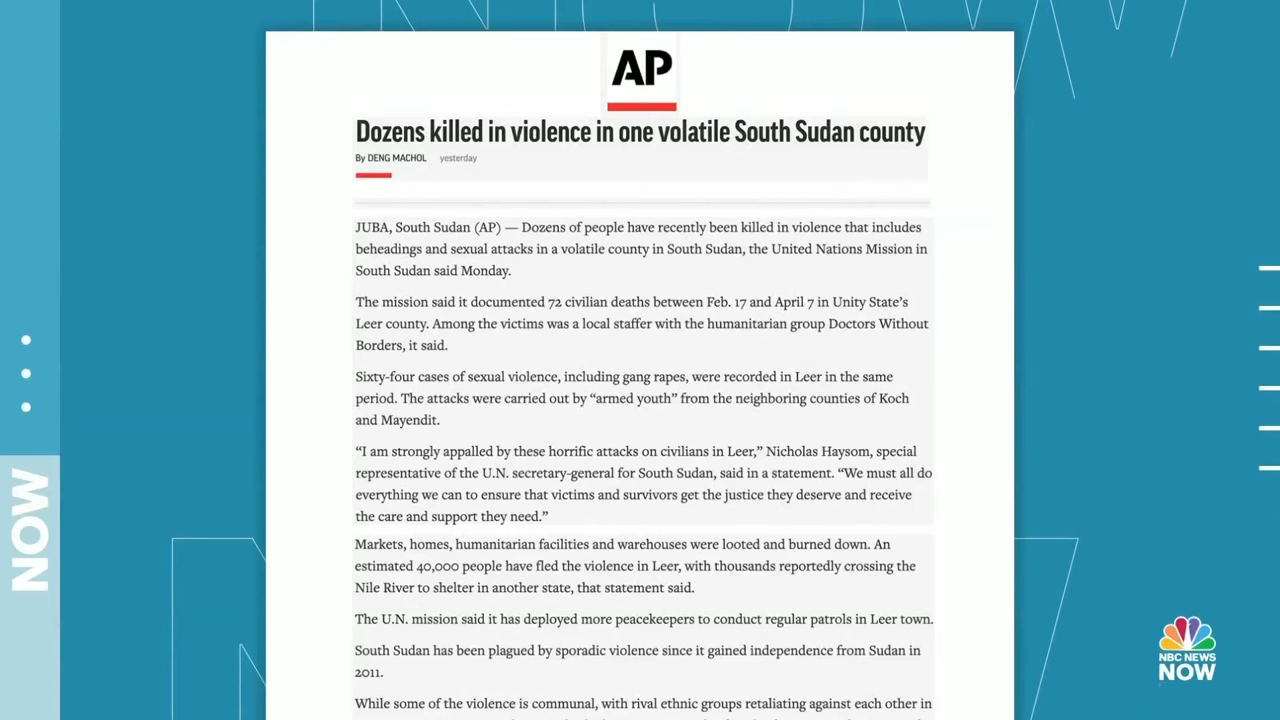 AP
Dozens killed in violence in one volatile South Sudan county
By DENG MACHOL yesterday
JUBA, South Sudan (AP) — Dozens of people have recently been killed in violence that includes
beheadings and sexual attacks in a volatile county in South Sudan, the United Nations Mission in
South Sudan said Monday.
The mission said it documented 72 civilian deaths between Feb. 17 and April 7 in Unity State’s
Leer county. Among the victims was a local staffer with the humanitarian group Doctors Without
Borders, it said.
Sixty-four cases of sexual violence, including gang rapes, were recorded in Leer in the same
period. The attacks were carried out by “armed youth” from the neighboring counties of Koch
and Mayendit.
“I am strongly appalled by these horrific attacks on civilians in Leer,” Nicholas Haysom, special
representative of the U.N. secretary-general for South Sudan, said in a statement. “We must all do
everything we can to ensure that victims and survivors get the justice they deserve and receive
the care and support they need.”
Markets, homes, humanitarian facilities and warehouses were looted and burned down. An
estimated 40,000 people have fled the violence in Leer, with thousands reportedly crossing the
Nile River to shelter in another state, that statement said.
The U.N. mission said it has deployed more peacekeepers to conduct regular patrols in Leer town.
South Sudan has been plagued by sporadic violence since it gained independence from Sudan in
2011.
While some of the violence is communal, with rival ethnic groups retaliating against each other in
NOW
NBC NEWS
NOW